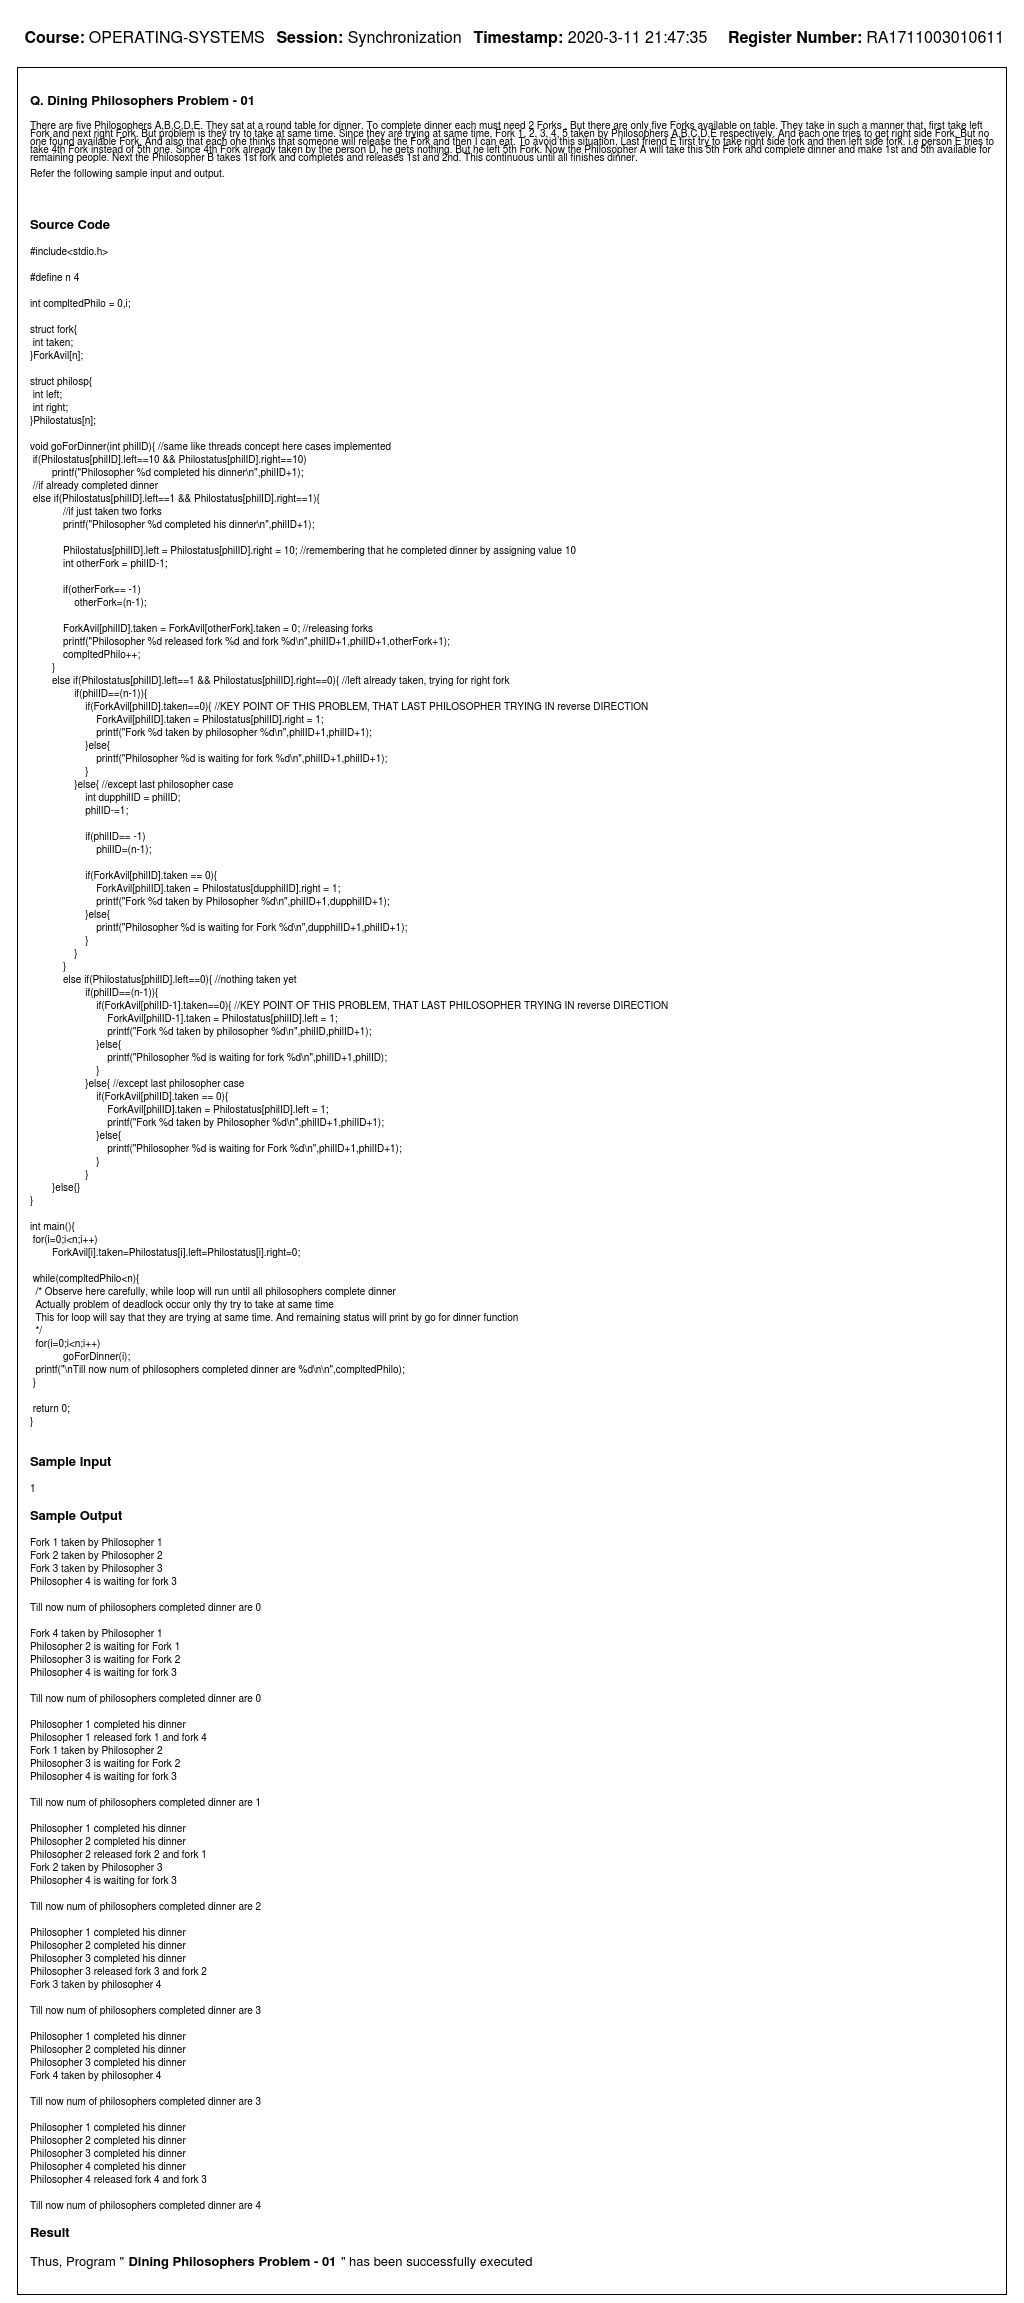 Course: OPERATING-SYSTEMS Session: Synchronization Timestamp: 2020-3-11 21:47:35 Register Number: RA1711003010611
Q. Dining Philosophers Problem - 01
There are five Philosophers A,B,C,D,E. They sat at a round table for dinner. To complete dinner each must need 2 Forks . But there are only five Forks available on table. They take in such a manner that, first take left
Fork and next right Fork. But problem is they try to take at same time. Since they are trying at same time, Fork 1, 2, 3, 4, 5 taken by Philosophers A,B,C,D,E respectively. And each one tries to get right side Fork. But no
one found available Fork. And also that each one thinks that someone will release the Fork and then I can eat. To avoid this situation, Last friend E first try to take right side fork and then left side fork. i.e person E tries to
take 4th Fork instead of 5th one. Since 4th Fork already taken by the person D, he gets nothing. But he left 5th Fork. Now the Philosopher A will take this 5th Fork and complete dinner and make 1st and 5th available for
remaining people. Next the Philosopher B takes 1st fork and completes and releases 1st and 2nd. This continuous until all finishes dinner.
Refer the following sample input and output.
Source Code
#include<stdio.h>
#define n 4
int compltedPhilo = 0,i;
struct fork{
int taken;
}ForkAvil[n];
struct philosp{
int left;
int right;
}Philostatus[n];
void goForDinner(int philID){ //same like threads concept here cases implemented
if(Philostatus[philID].left==10 && Philostatus[philID].right==10)
printf("Philosopher %d completed his dinner\n",philID+1);
//if already completed dinner
else if(Philostatus[philID].left==1 && Philostatus[philID].right==1){
//if just taken two forks
printf("Philosopher %d completed his dinner\n",philID+1);
Philostatus[philID].left = Philostatus[philID].right = 10; //remembering that he completed dinner by assigning value 10
int otherFork = philID-1;
if(otherFork== -1)
otherFork=(n-1);
ForkAvil[philID].taken = ForkAvil[otherFork].taken = 0; //releasing forks
printf("Philosopher %d released fork %d and fork %d\n",philID+1,philID+1,otherFork+1);
compltedPhilo++;
}
else if(Philostatus[philID].left==1 && Philostatus[philID].right==0){ //left already taken, trying for right fork
if(philID==(n-1)){
if(ForkAvil[philID].taken==0){ //KEY POINT OF THIS PROBLEM, THAT LAST PHILOSOPHER TRYING IN reverse DIRECTION
ForkAvil[philID].taken = Philostatus[philID].right = 1;
printf("Fork %d taken by philosopher %d\n",philID+1,philID+1);
}else{
printf("Philosopher %d is waiting for fork %d\n",philID+1,philID+1);
}
}else{ //except last philosopher case
int dupphilID = philID;
philID-=1;
if(philID== -1)
philID=(n-1);
if(ForkAvil[philID].taken == 0){
ForkAvil[philID].taken = Philostatus[dupphilID].right = 1;
printf("Fork %d taken by Philosopher %d\n",philID+1,dupphilID+1);
}else{
printf("Philosopher %d is waiting for Fork %d\n",dupphilID+1,philID+1);
}
}
}
else if(Philostatus[philID].left==0){ //nothing taken yet
if(philID==(n-1)){
if(ForkAvil[philID-1].taken==0){ //KEY POINT OF THIS PROBLEM, THAT LAST PHILOSOPHER TRYING IN reverse DIRECTION
ForkAvil[philID-1].taken = Philostatus[philID].left = 1;
printf("Fork %d taken by philosopher %d\n",philID,philID+1);
}else{
printf("Philosopher %d is waiting for fork %d\n",philID+1,philID);
}
}else{ //except last philosopher case
if(ForkAvil[philID].taken == 0){
ForkAvil[philID].taken = Philostatus[philID].left = 1;
printf("Fork %d taken by Philosopher %d\n",philID+1,philID+1);
}else{
printf("Philosopher %d is waiting for Fork %d\n",philID+1,philID+1);
}
}
}else{}
}
int main(){
for(i=0;i<n;i++)
ForkAvil[i].taken=Philostatus[i].left=Philostatus[i].right=0;
while(compltedPhilo<n){
/* Observe here carefully, while loop will run until all philosophers complete dinner
Actually problem of deadlock occur only thy try to take at same time
This for loop will say that they are trying at same time. And remaining status will print by go for dinner function
*/
for(i=0;i<n;i++)
goForDinner(i);
printf("\nTill now num of philosophers completed dinner are %d\n\n",compltedPhilo);
}
return 0;
}
Sample Input
1
Sample Output
Fork 1 taken by Philosopher 1
Fork 2 taken by Philosopher 2
Fork 3 taken by Philosopher 3
Philosopher 4 is waiting for fork 3
Till now num of philosophers completed dinner are 0
Fork 4 taken by Philosopher 1
Philosopher 2 is waiting for Fork 1
Philosopher 3 is waiting for Fork 2
Philosopher 4 is waiting for fork 3
Till now num of philosophers completed dinner are 0
Philosopher 1 completed his dinner
Philosopher 1 released fork 1 and fork 4
Fork 1 taken by Philosopher 2
Philosopher 3 is waiting for Fork 2
Philosopher 4 is waiting for fork 3
Till now num of philosophers completed dinner are 1
Philosopher 1 completed his dinner
Philosopher 2 completed his dinner
Philosopher 2 released fork 2 and fork 1
Fork 2 taken by Philosopher 3
Philosopher 4 is waiting for fork 3
Till now num of philosophers completed dinner are 2
Philosopher 1 completed his dinner
Philosopher 2 completed his dinner
Philosopher 3 completed his dinner
Philosopher 3 released fork 3 and fork 2
Fork 3 taken by philosopher 4
Till now num of philosophers completed dinner are 3
Philosopher 1 completed his dinner
Philosopher 2 completed his dinner
Philosopher 3 completed his dinner
Fork 4 taken by philosopher 4
Till now num of philosophers completed dinner are 3
Philosopher 1 completed his dinner
Philosopher 2 completed his dinner
Philosopher 3 completed his dinner
Philosopher 4 completed his dinner
Philosopher 4 released fork 4 and fork 3
Till now num of philosophers completed dinner are 4
Result
Thus, Program " Dining Philosophers Problem - 01 " has been successfully executed